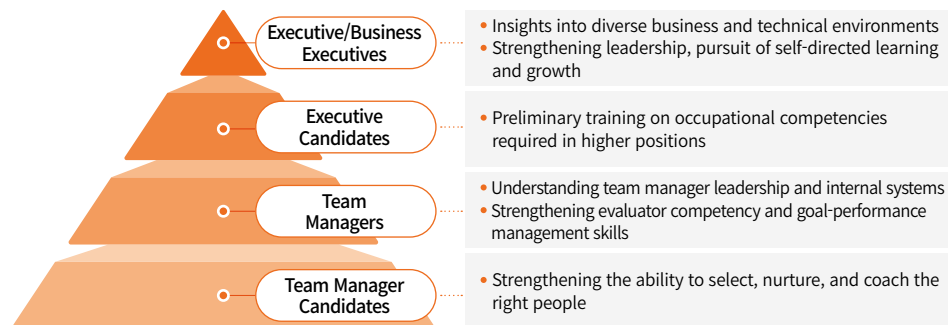 Executive/Business
Executives
• Insights into diverse business and technical environments
• Strengthening leadership, pursuit of self-directed learning
and growth
Executive
Candidates
• Preliminary training on occupational competencies
required in higher positions
Team
Managers
• Understanding team manager leadership and internal systems
• Strengthening evaluator competency and goal-performance
management skills
Team Manager
Candidates
• Strengthening the ability to select, nurture, and coach the
right people